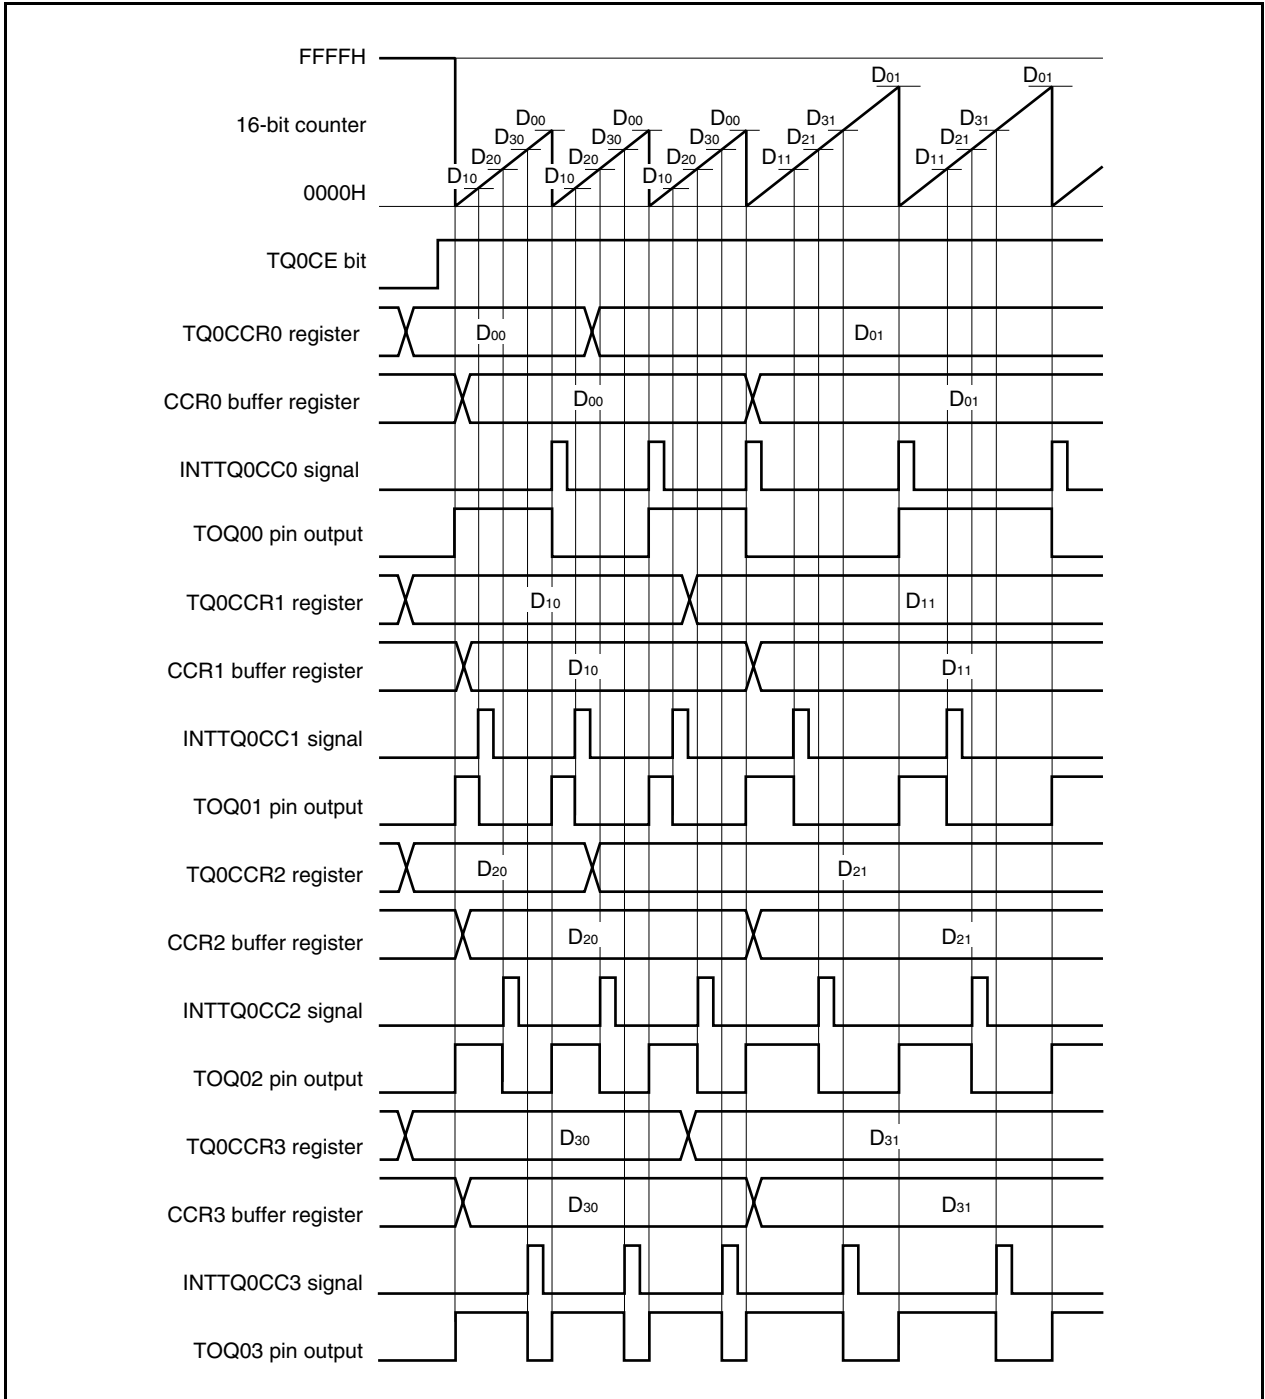 FFFFH
D01 D01
16-bit counter
D00 D00 D00 D31 D31
D30 D30 D30 D21 D21
D20 D20 D20 D11 D11
D10 D10 D10
0000H
TQ0CE bit
TQ0CCR0 register D00 D01
CCR0 buffer register D00 D01
INTTQ0CC0 signal
TOQ00 pin output
TQ0CCR1 register D10 D11
CCR1 buffer register D10 D11
INTTQ0CC1 signal
TOQ01 pin output
TQ0CCR2 register D20 D21
CCR2 buffer register D20 D21
INTTQ0CC2 signal
TOQ02 pin output
TQ0CCR3 register D30 D31
CCR3 buffer register D30 D31
INTTQ0CC3 signal
TOQ03 pin output